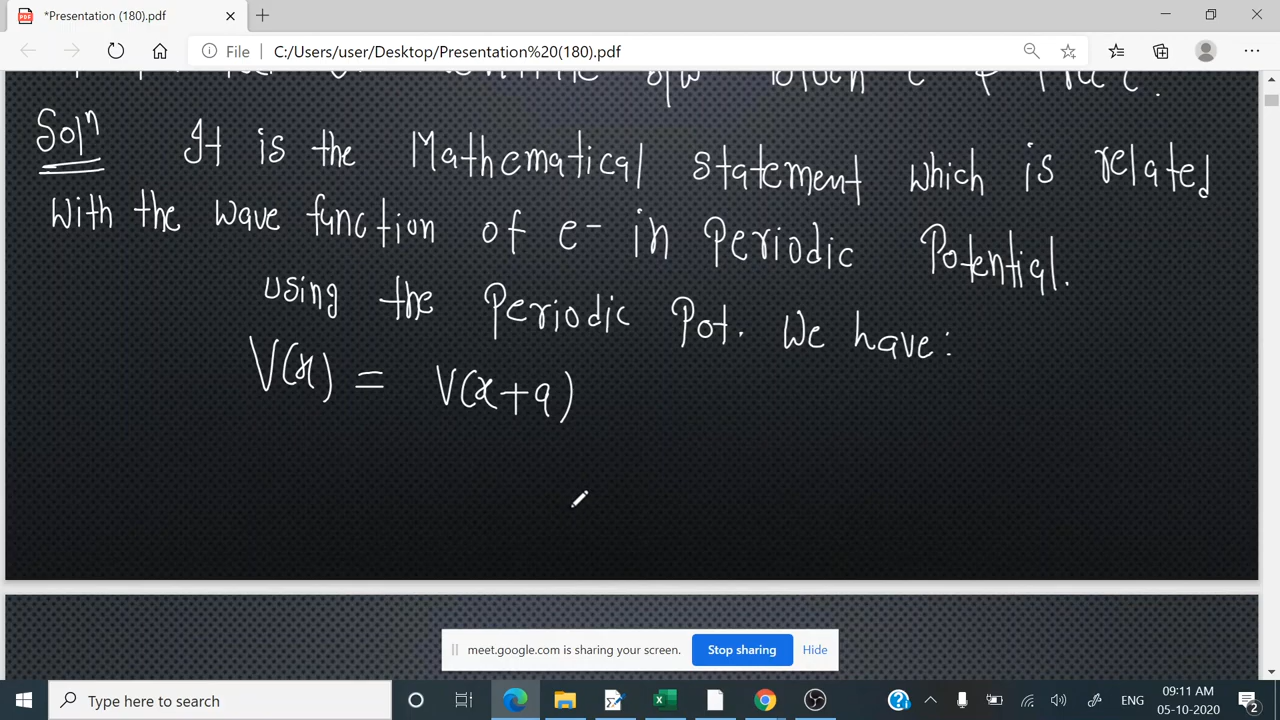 *Presentation (180).pdf
File C:/Users/user/Desktop/Presentation%20(180).pdf
Solⁿ It is the Mathematical statement which is related
with the wave function of e⁻ in Periodic Potential.
using the Periodic Pot. We have:
V(x) = V(x+a)
meet.google.com is sharing your screen. Stop sharing Hide
Type here to search
ENG
09:11 AM
05-10-2020
2